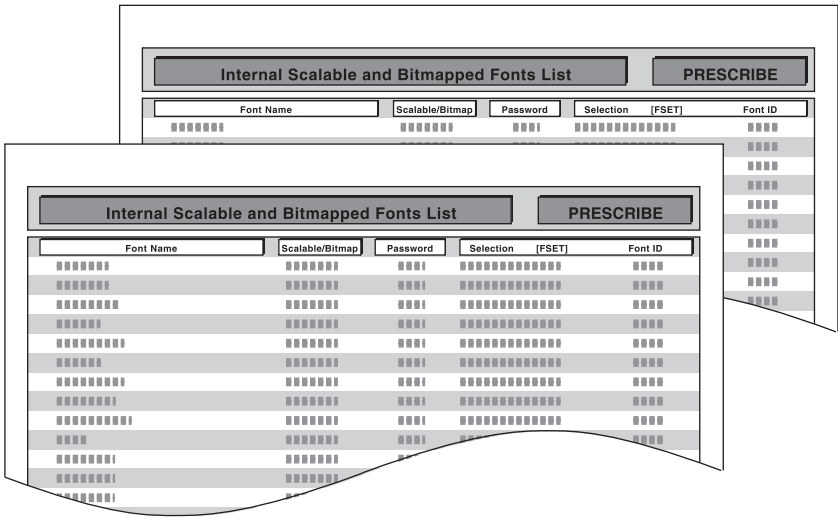 Internal Scalable and Bitmapped Fonts List PRESCRIBE
Font Name Scalable/Bitmap Password Selection [FSET] Font ID
Internal Scalable and Bitmapped Fonts List PRESCRIBE
Font Name Scalable/Bitmap Password Selection [FSET] Font ID